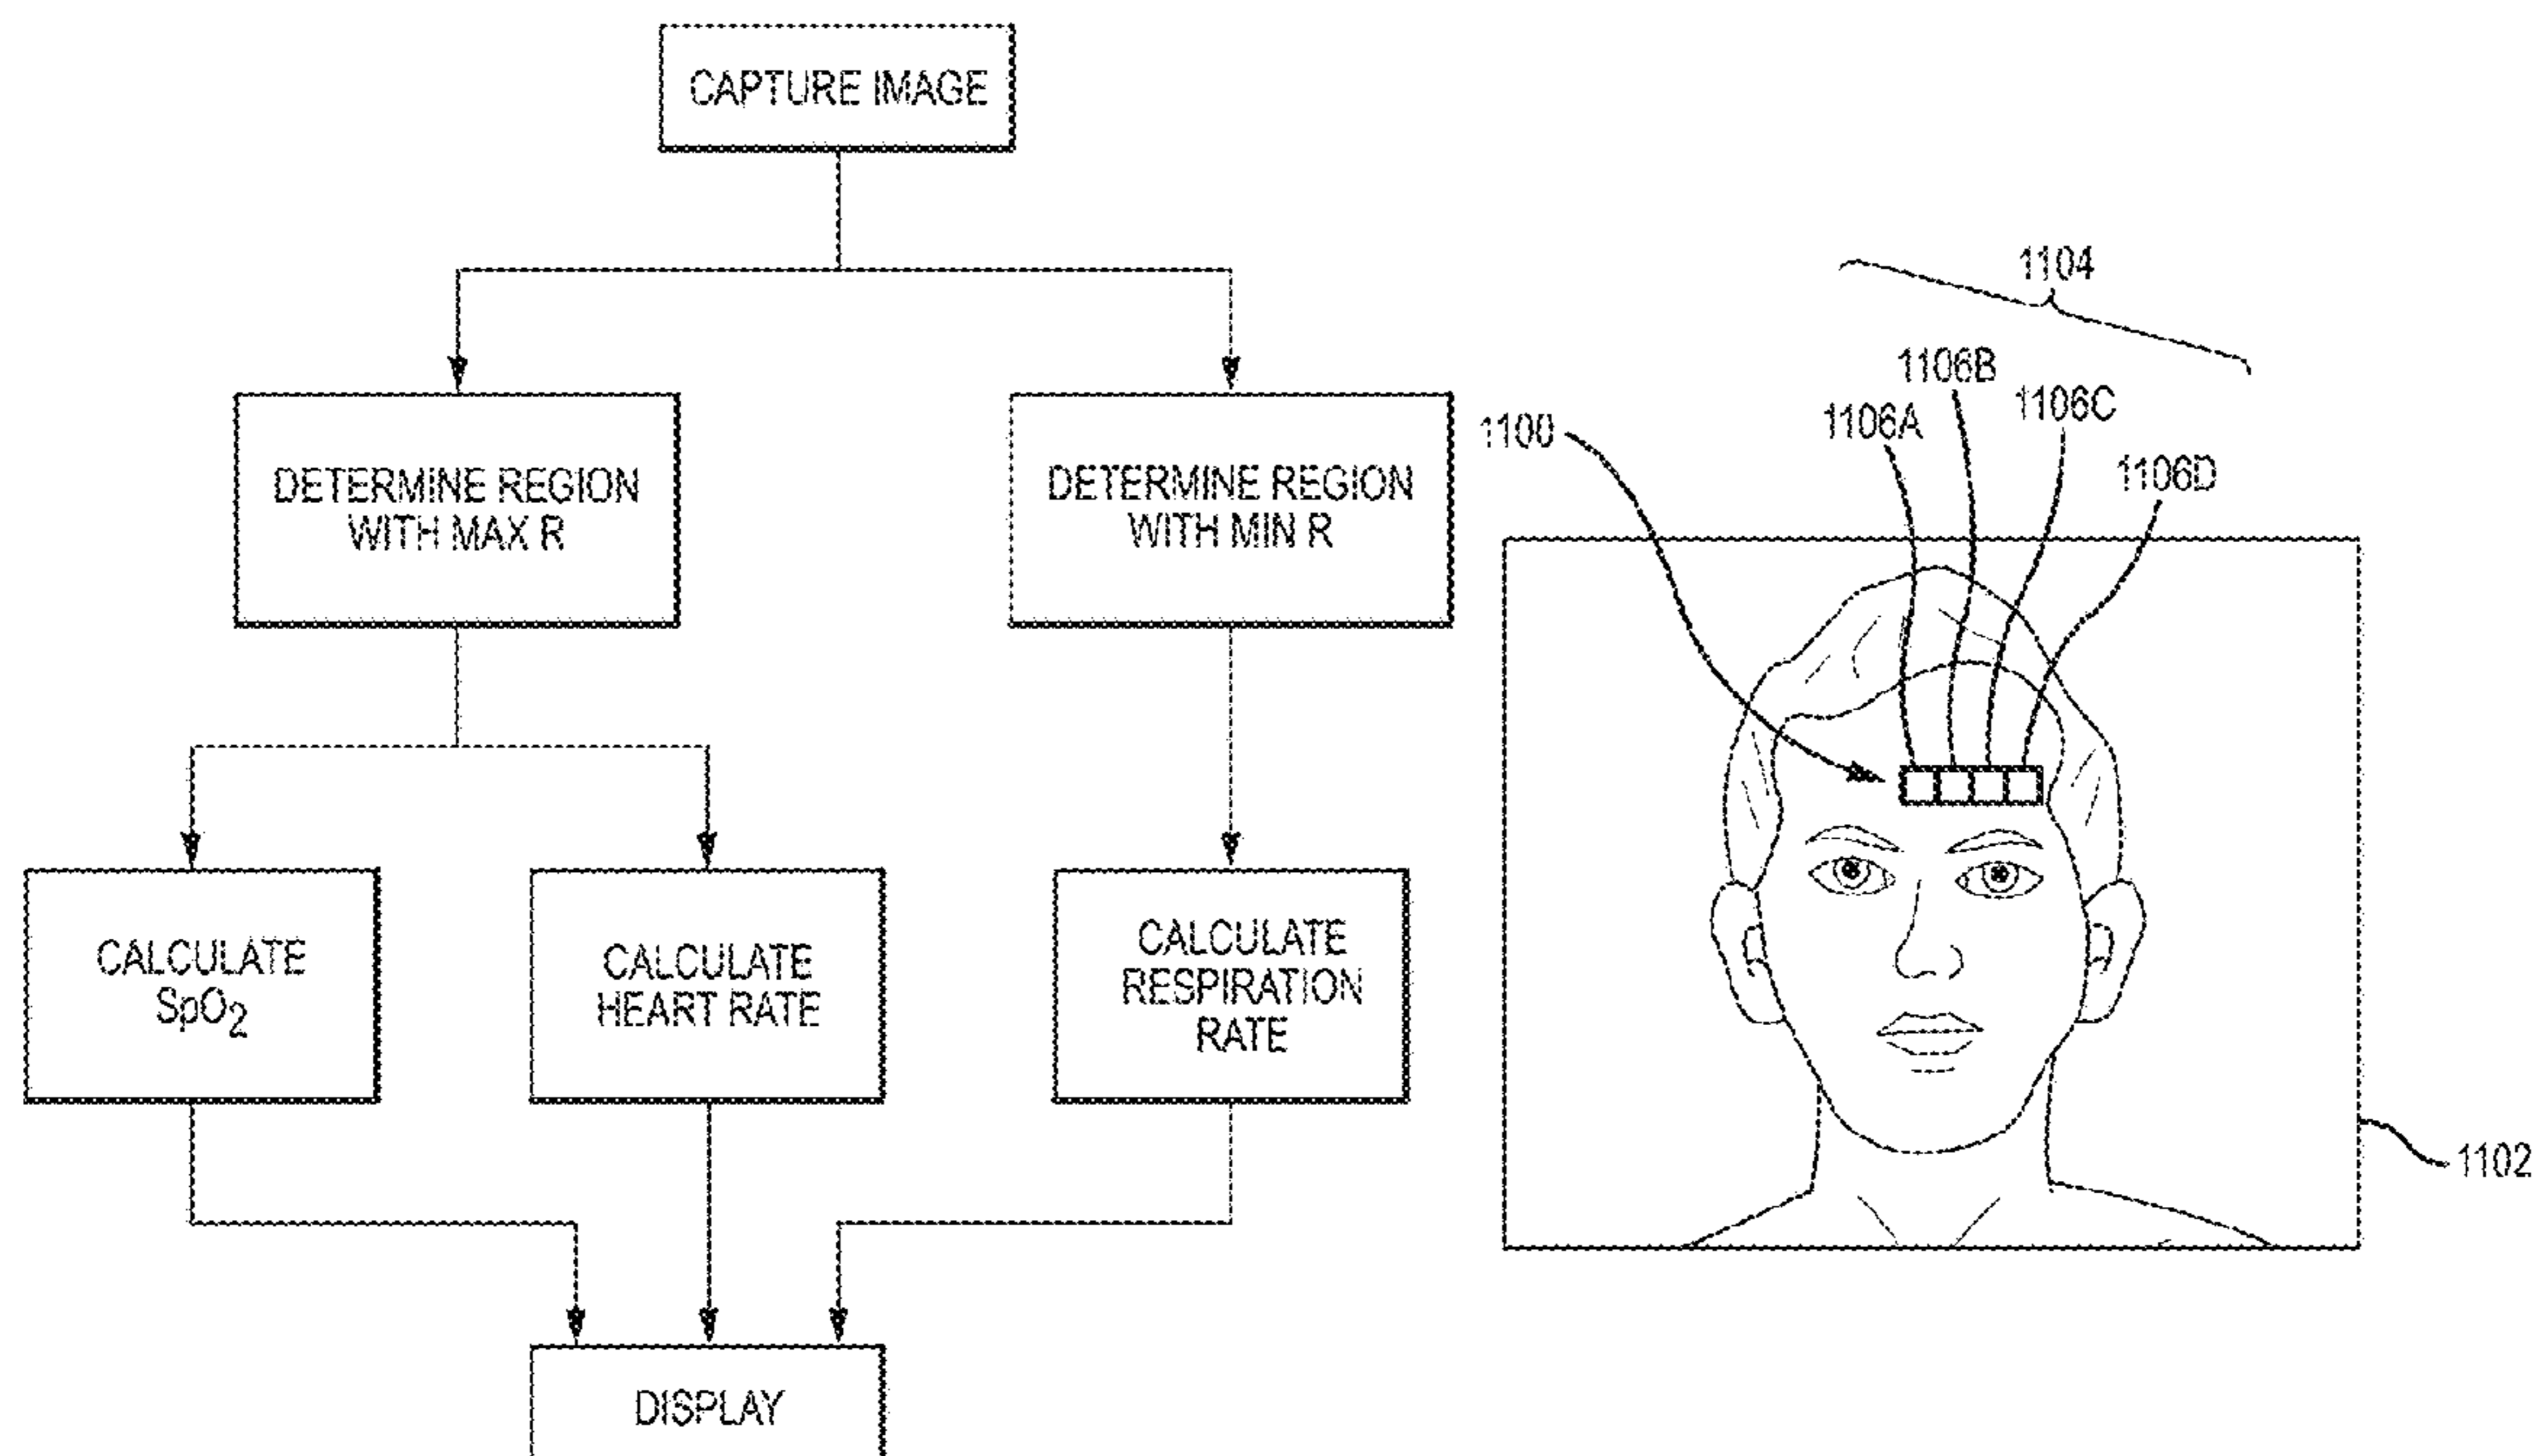 CAPTURE IMAGE
DETERMINE REGION
WITH MAX R
DETERMINE REGION
WITH MIN R
CALCULATE
SpO2
CALCULATE
HEART RATE
CALCULATE
RESPIRATION
RATE
DISPLAY
1104
1106B
1106C
1106A
1100
1106D
1102